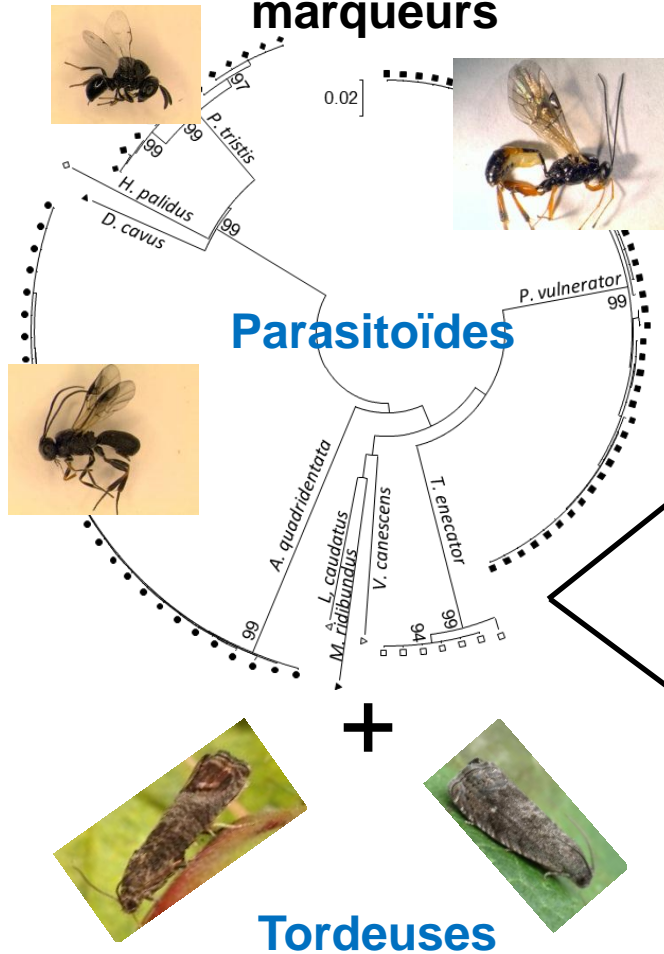 marqueurs
0.02
97
P. tristis
99
99
H. palidus
99
D. cavus
P. vulnerator
99
Parasitoïdes
A. quadridentata
L. caudatus
M. ridibundus
V. canescens
T. enecator
99
94
99
+
Tordeuses